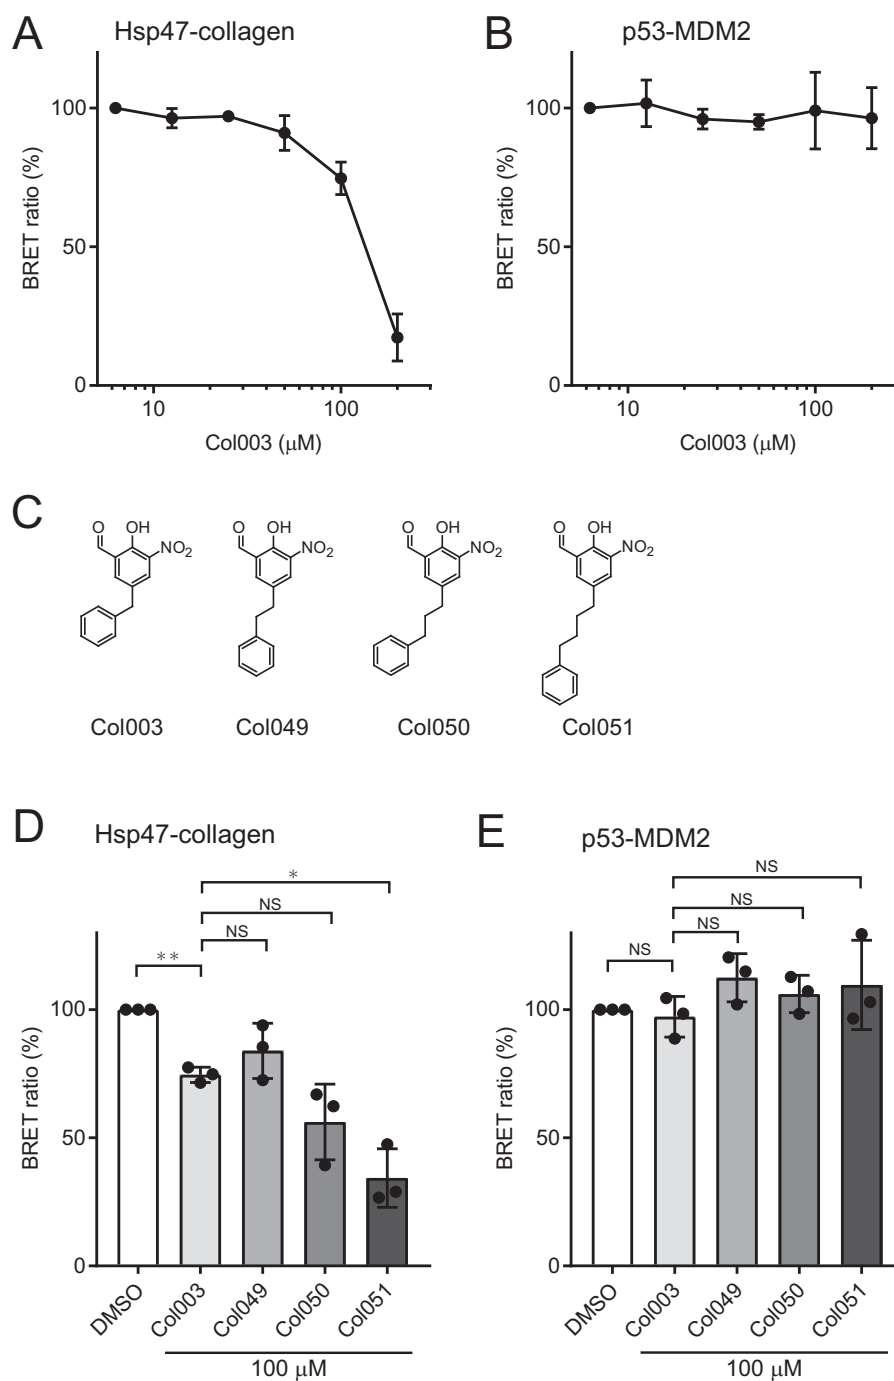 A
Hsp47-collagen
BRET ratio (%)
100
50
0
10
100
Col003 (μM)
B
p53-MDM2
BRET ratio (%)
100
50
0
10
100
Col003 (μM)
C
O
OH
NO2
Col003
O
OH
NO2
Col049
O
OH
NO2
Col050
O
OH
NO2
Col051
D
Hsp47-collagen
*
NS
NS
**
BRET ratio (%)
100
50
0
DMSO
Col003
Col049
Col050
Col051
100 μM
E
p53-MDM2
NS
NS
NS
NS
BRET ratio (%)
100
50
0
DMSO
Col003
Col049
Col050
Col051
100 μM